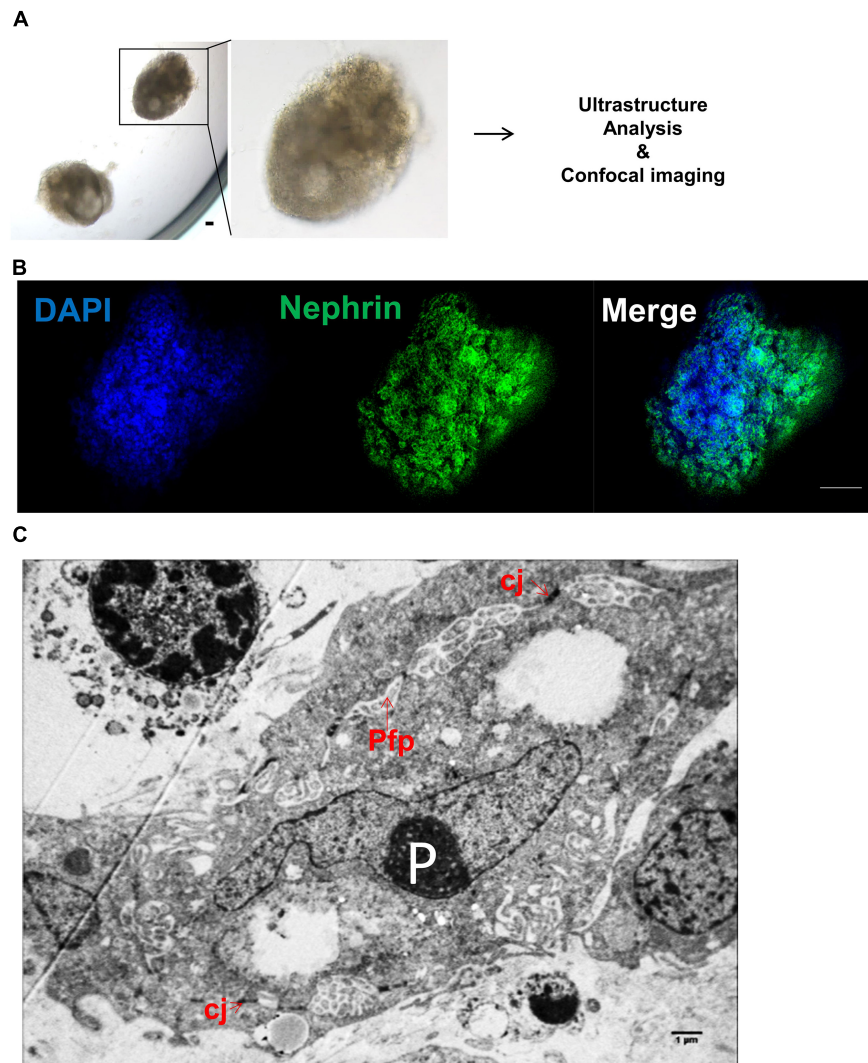 A
Ultrastructure
Analysis
&
Confocal imaging
B
DAPI
Nephrin
Merge
C
cj
Pfp
P
cj
1 µm